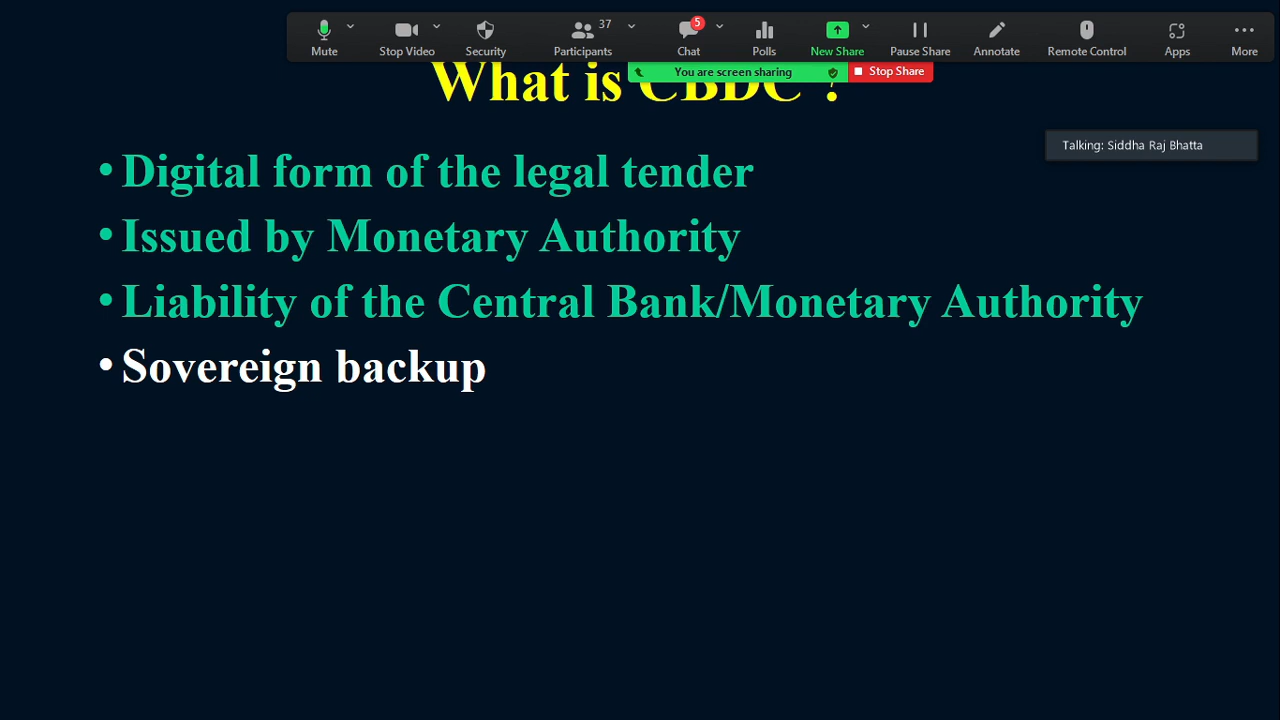 37
5
Mute
Stop Video
Security
Participants
Chat
Polls
New Share
Pause Share
Annotate
Remote Control
Apps
More
You are screen sharing
Stop Share
What is CBDC ?
Talking: Siddha Raj Bhatta
• Digital form of the legal tender
• Issued by Monetary Authority
• Liability of the Central Bank/Monetary Authority
• Sovereign backup